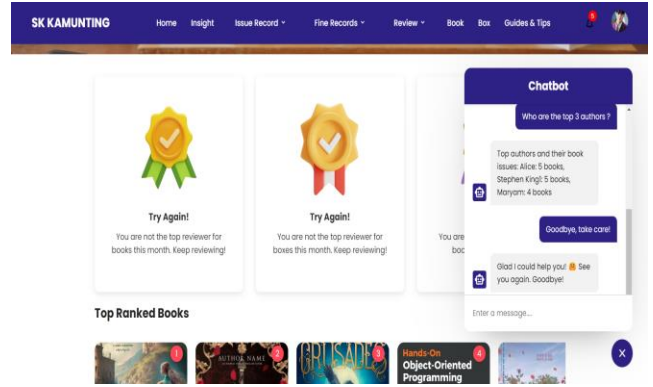 SK KAMUNTING
Home Insight Issue Record Fine Records Review Book Box Guides & Tips
5
Try Again!
You are not the top reviewer for
books this month. Keep reviewing!
Try Again!
You are not the top reviewer for
boxes this month. Keep reviewing!
You are
Chatbot
Who are the top 3 authors ?
Top authors and their book
issues: Alice: 5 books,
Stephen King1: 5 books,
Maryam: 4 books
Goodbye, take care!
Glad I could help you! 🤗 See
you again. Goodbye!
Enter a message...
X
Top Ranked Books
1
2
AUTHOR NAME
3
CRUSADES
4
Hands-On
Object-Oriented
Programming